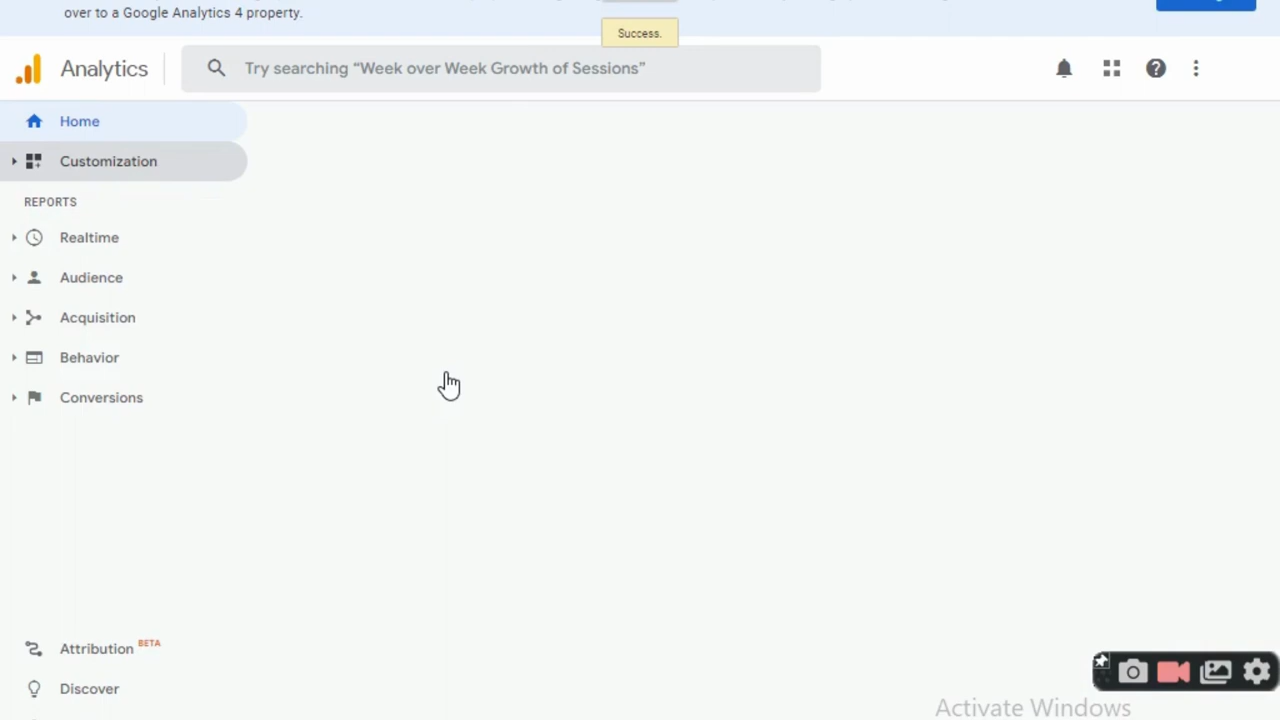 over to a Google Analytics 4 property.
Success.
Analytics
Try searching “Week over Week Growth of Sessions”
Home
Customization
REPORTS
Realtime
Audience
Acquisition
Behavior
Conversions
Attribution BETA
Discover
Activate Windows